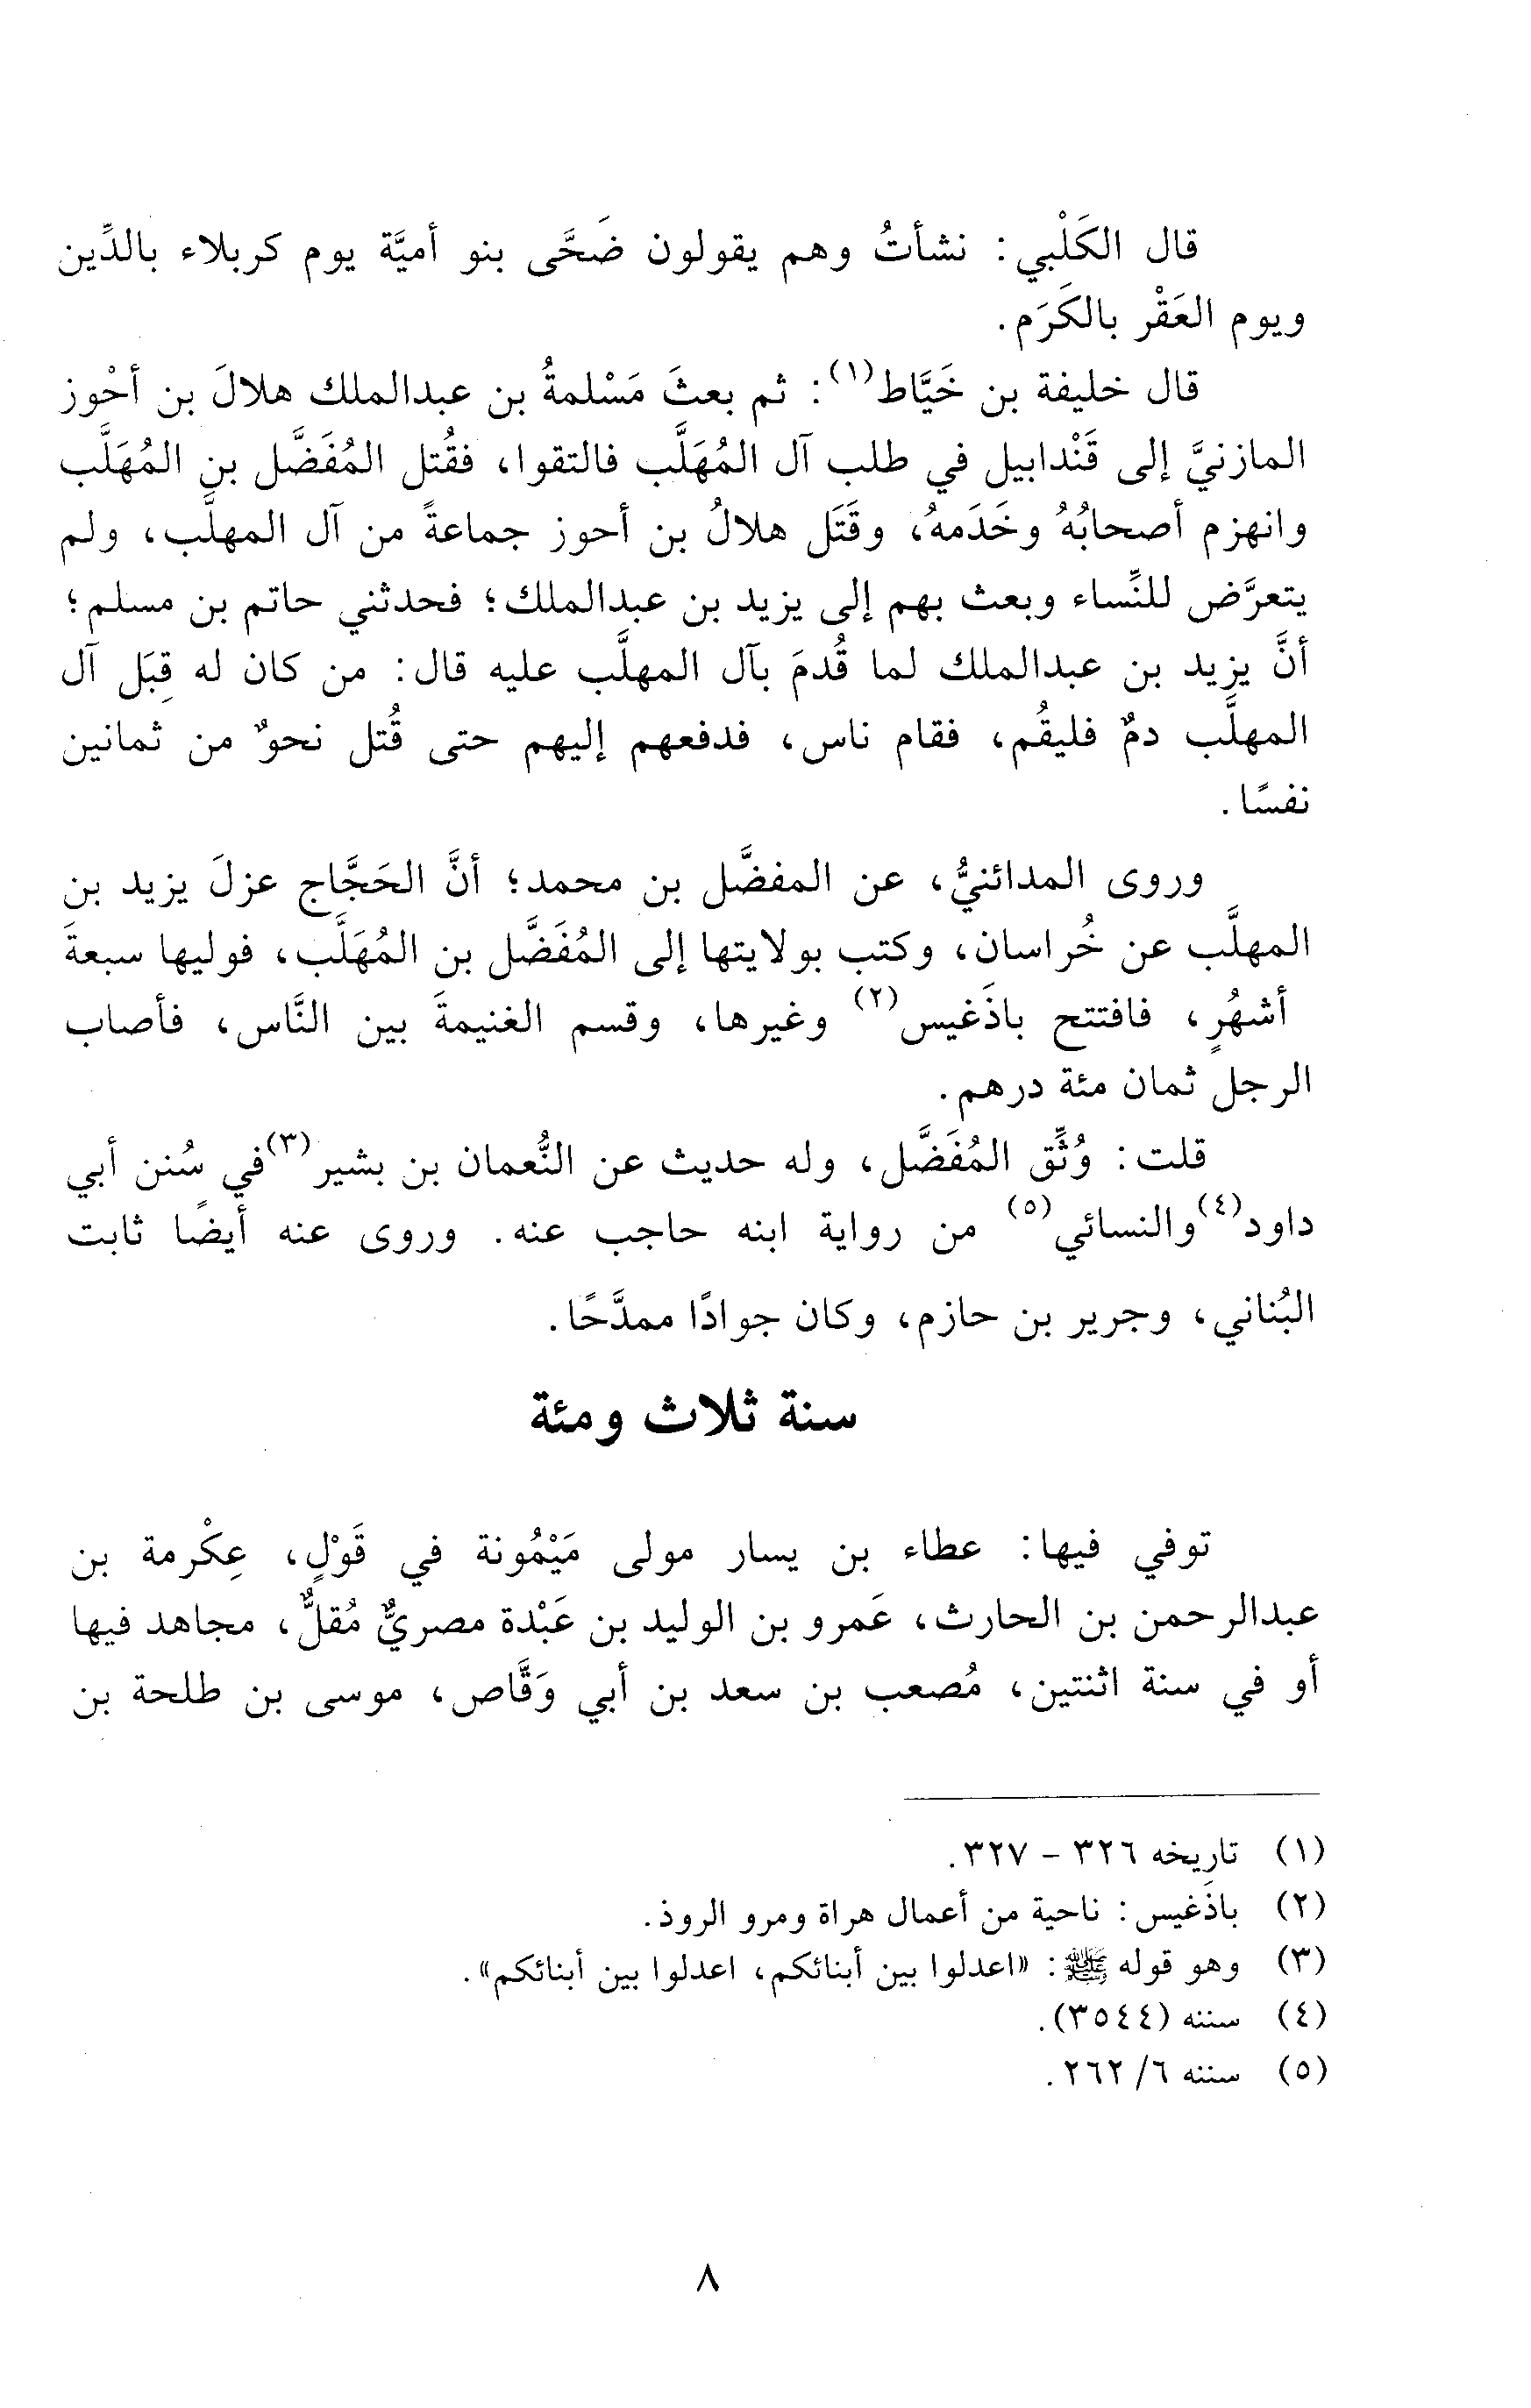 قال الكَلْبي: نشأتُ وهم يقولون ضَحَّى بنو أميَّة يوم كربلاء بالدِّين
ويوم العَقْر بالكَرَم.
قال خليفة بن خَيَّاط(١): ثم بعثَ مَسْلمةُ بن عبدالملك هلالَ بن أحْوز
المازنيَّ إلى قَنْدابيل في طلب آل المُهَلَّب فالتقوا، فقُتل المُفَضَّل بن المُهَلَّب
وانهزم أصحابُهُ وخَدَمهُ، وقَتَل هلالُ بن أحوز جماعةً من آل المهلَّب، ولم
يتعرَّض للنِّساء وبعث بهم إلى يزيد بن عبدالملك؛ فحدثني حاتم بن مسلم؛
أنَّ يزيد بن عبدالملك لما قُدمَ بآل المهلَّب عليه قال: من كان له قِبَل آل
المهلَّب دمٌ فليقُم، فقام ناس، فدفعهم إليهم حتى قُتل نحوٌ من ثمانين
نفسًا.
وروى المدائنيُّ، عن المفضَّل بن محمد؛ أنَّ الحَجَّاج عزلَ يزيد بن
المهلَّب عن خُراسان، وكتب بولايتها إلى المُفَضَّل بن المُهَلَّب، فوليها سبعةَ
أشهُرٍ، فافتتح باذَغيس(٢) وغيرها، وقسم الغنيمةَ بين النَّاس، فأصاب
الرجل ثمان مئة درهم.
قلت: وُثِّق المُفَضَّل، وله حديث عن النُّعمان بن بشير(٣) في سُنن أبي
داود(٤) والنسائي(٥) من رواية ابنه حاجب عنه. وروى عنه أيضًا ثابت
البُناني، وجرير بن حازم، وكان جوادًا ممدَّحًا.
سنة ثلاث ومئة
توفي فيها: عطاء بن يسار مولى مَيْمُونة في قَوْلٍ، عِكْرمة بن
عبدالرحمن بن الحارث، عَمرو بن الوليد بن عَبْدة مصريٌّ مُقلٌّ، مجاهد فيها
أو في سنة اثنتين، مُصعب بن سعد بن أبي وَقَّاص، موسى بن طلحة بن
(١) تاريخه ٣٢٦ - ٣٢٧.
(٢) باذَغيس: ناحية من أعمال هراة ومرو الروذ.
(٣) وهو قوله ﷺ: «اعدلوا بين أبنائكم، اعدلوا بين أبنائكم».
(٤) سننه (٣٥٤٤).
(٥) سننه ٦/ ٢٦٢.
٨